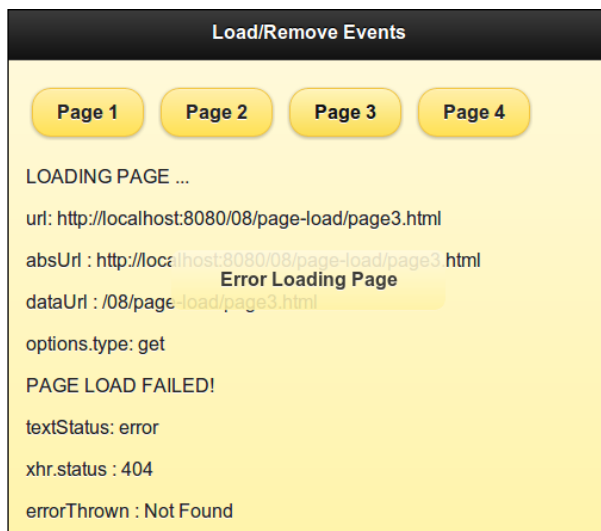 Load/Remove Events
Page 1 Page 2 Page 3 Page 4
LOADING PAGE ...
url: http://localhost:8080/08/page-load/page3.html
absUrl : http://localhost:8080/08/page-load/page3.html
Error Loading Page
dataUrl : /08/page-load/page3.html
options.type: get
PAGE LOAD FAILED!
textStatus: error
xhr.status : 404
errorThrown : Not Found